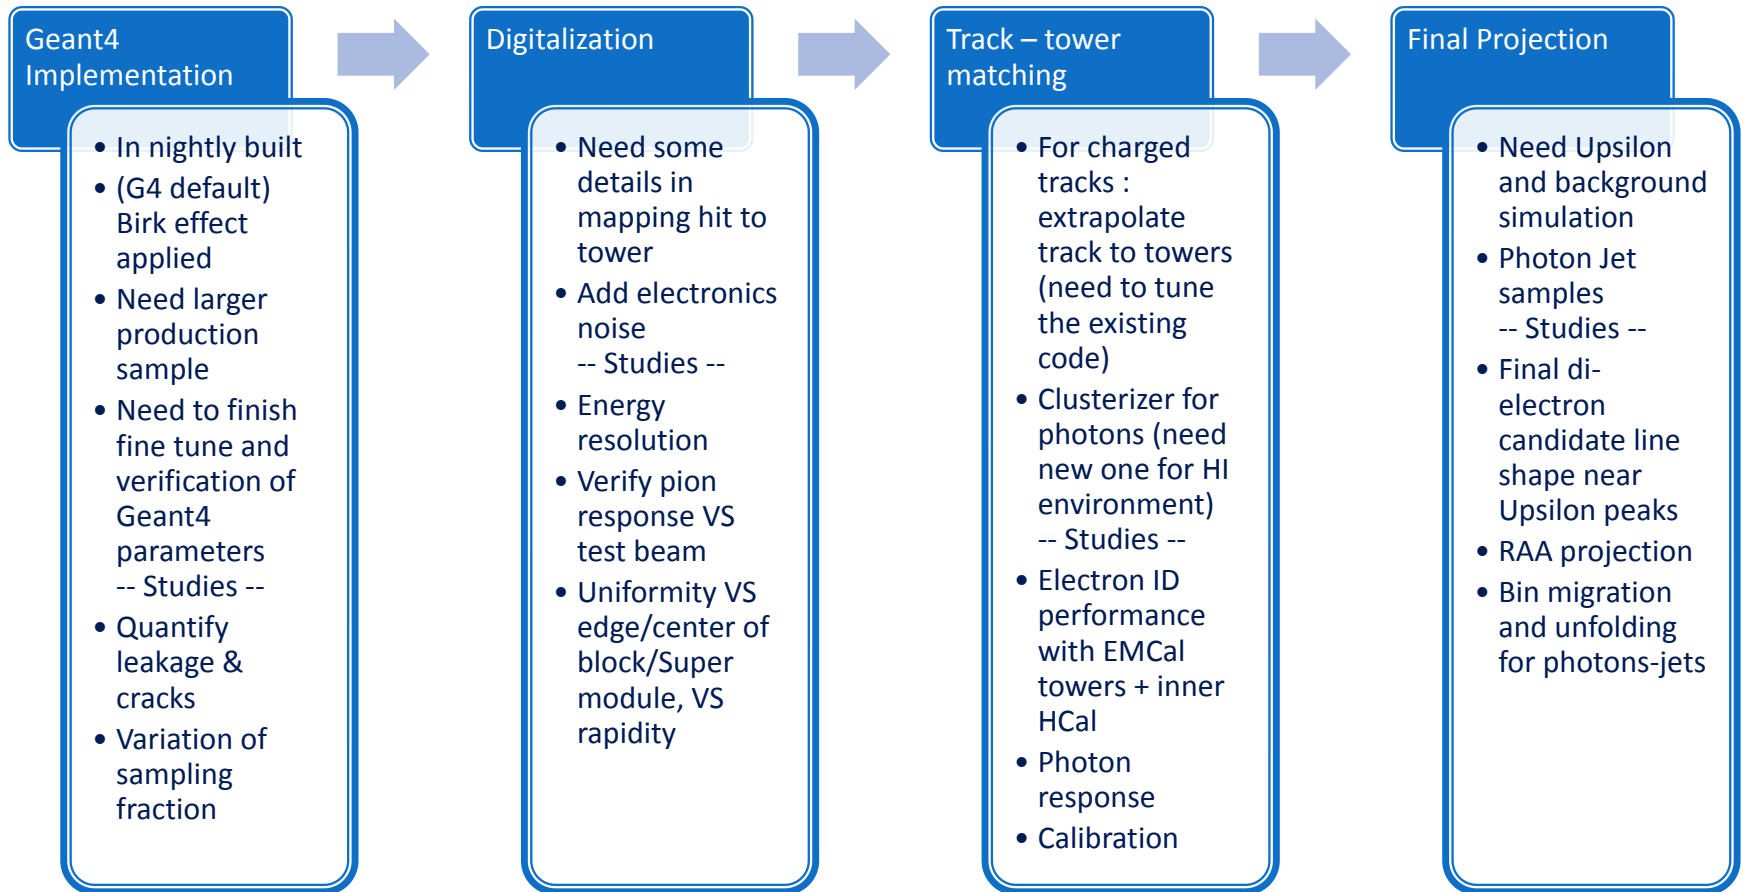 Geant4
Implementation
• In nightly built
• (G4 default)
Birk effect
applied
• Need larger
production
sample
• Need to finish
fine tune and
verification of
Geant4
parameters
-- Studies --
• Quantify
leakage &
cracks
• Variation of
sampling
fraction
Digitalization
• Need some
details in
mapping hit to
tower
• Add electronics
noise
-- Studies --
• Energy
resolution
• Verify pion
response VS
test beam
• Uniformity VS
edge/center of
block/Super
module, VS
rapidity
Track – tower
matching
• For charged
tracks :
extrapolate
track to towers
(need to tune
the existing
code)
• Clusterizer for
photons (need
new one for HI
environment)
-- Studies --
• Electron ID
performance
with EMCal
towers + inner
HCal
• Photon
response
• Calibration
Final Projection
• Need Upsilon
and background
simulation
• Photon Jet
samples
-- Studies --
• Final di-
electron
candidate line
shape near
Upsilon peaks
• RAA projection
• Bin migration
and unfolding
for photons-jets